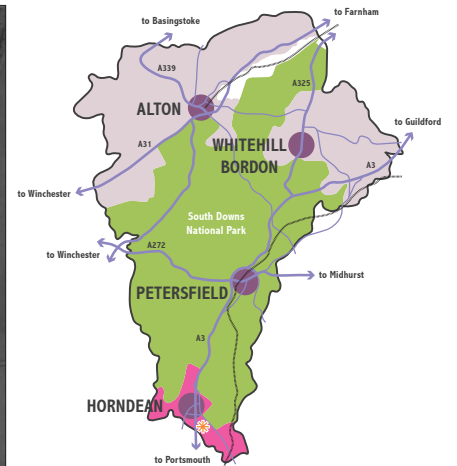 to Farnham
to Basingstoke
A339
A325
ALTON
to Guildford
A31
WHITEHILL
BORDON
A3
to Winchester
South Downs
National Park
to Winchester
A272
to Midhurst
PETERSFIELD
A3
HORNDEAN
to Portsmouth